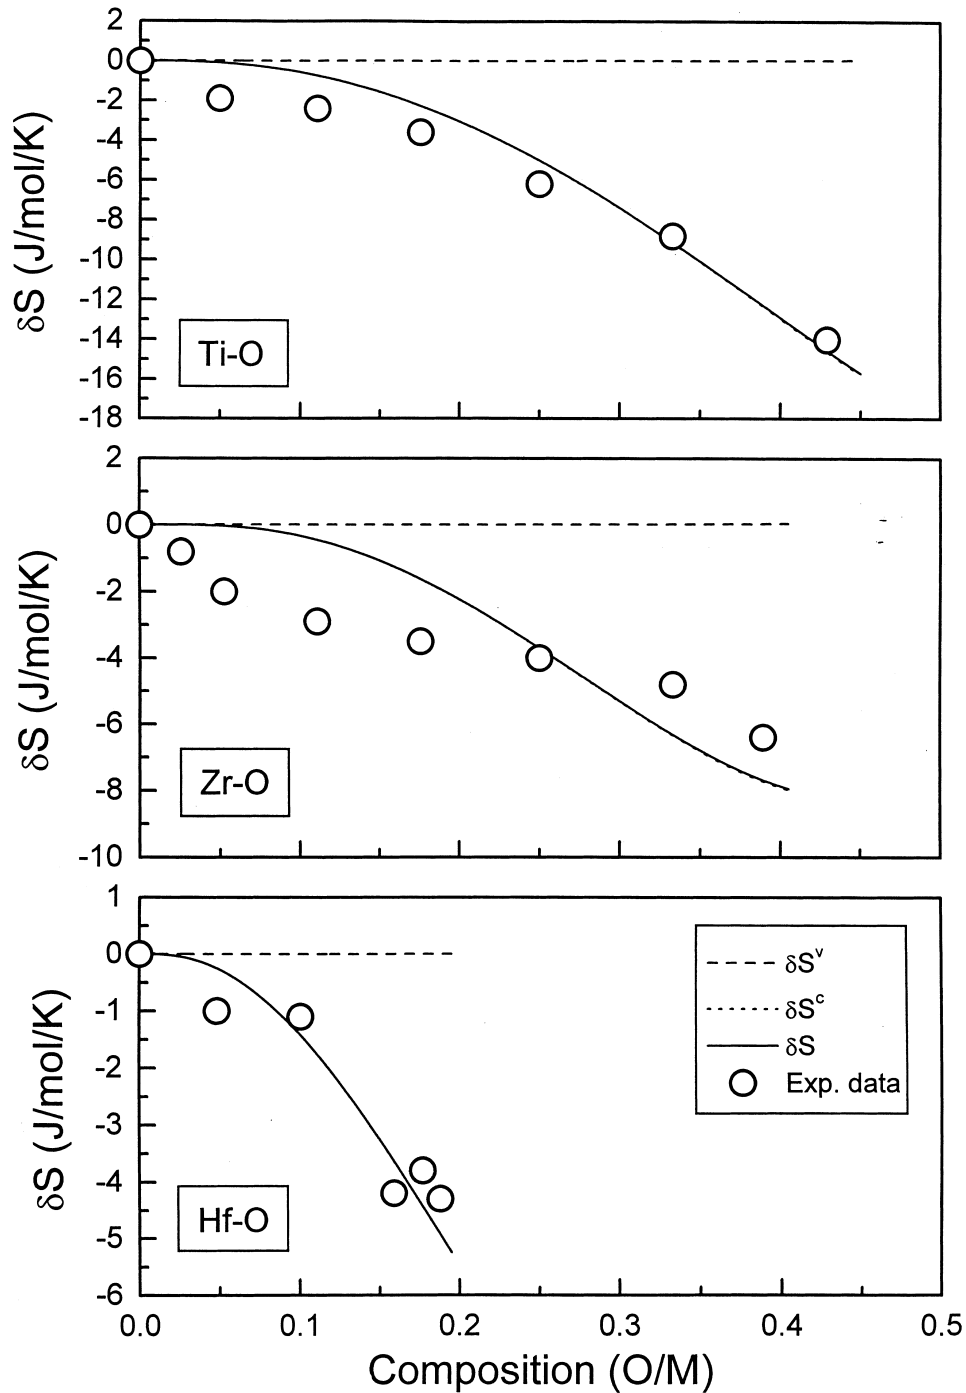 2
0
-2
-4
-6
-8
-10
-12
-14
-16
-18
δS (J/mol/K)
Ti-O
2
0
-2
-4
-6
-8
-10
δS (J/mol/K)
Zr-O
1
0
-1
-2
-3
-4
-5
-6
δS (J/mol/K)
Hf-O
δSᵛ
δSᶜ
δS
Exp. data
0.0 0.1 0.2 0.3 0.4 0.5
Composition (O/M)